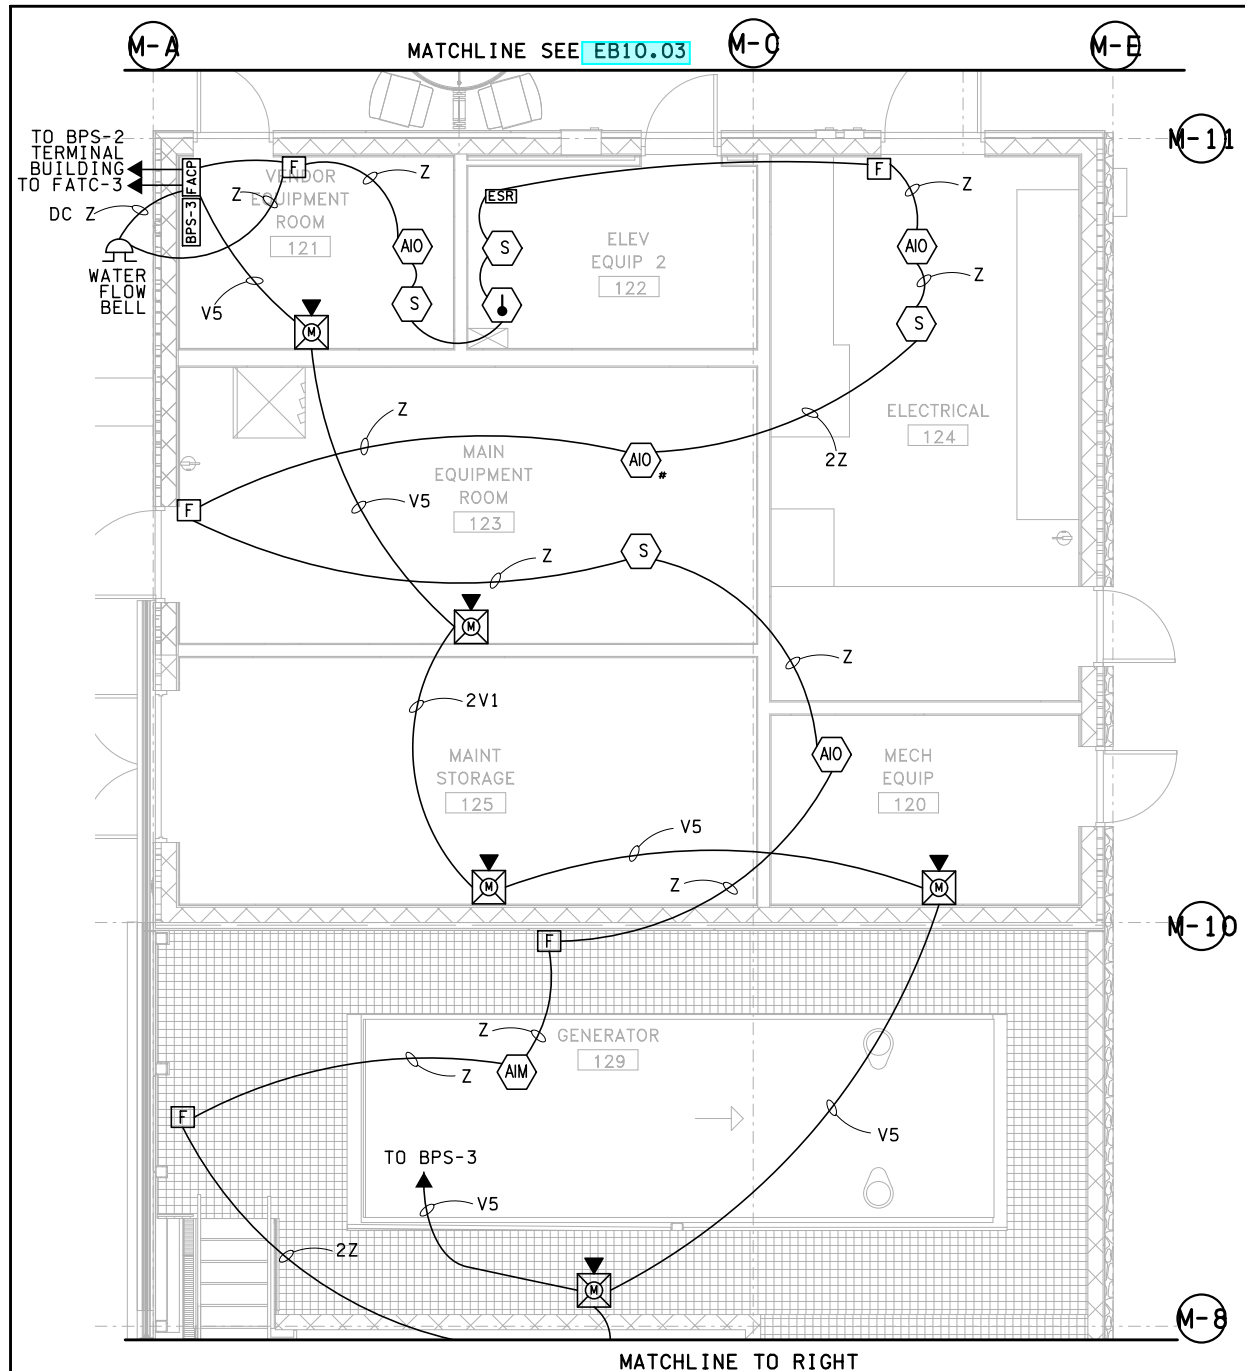 M-A
MATCHLINE SEE EB10.03
M-C
M-E
M-11
TO BPS-2
TERMINAL
BUILDING
TO FATC-3
FACP
BPS-3
DC Z
WATER
FLOW
BELL
F
Z
Z
VENDOR
EQUIPMENT
ROOM
121
V5
M
AIO
S
ESR
S
ELEV
EQUIP 2
122
F
Z
AIO
Z
S
ELECTRICAL
124
2Z
Z
AIO
#
MAIN
EQUIPMENT
ROOM
123
V5
F
Z
S
M
Z
2V1
MAINT
STORAGE
125
AIO
MECH
EQUIP
120
V5
Z
M
M
M-10
F
Z
GENERATOR
129
AIM
Z
F
V5
TO BPS-3
V5
2Z
M
M-8
MATCHLINE TO RIGHT